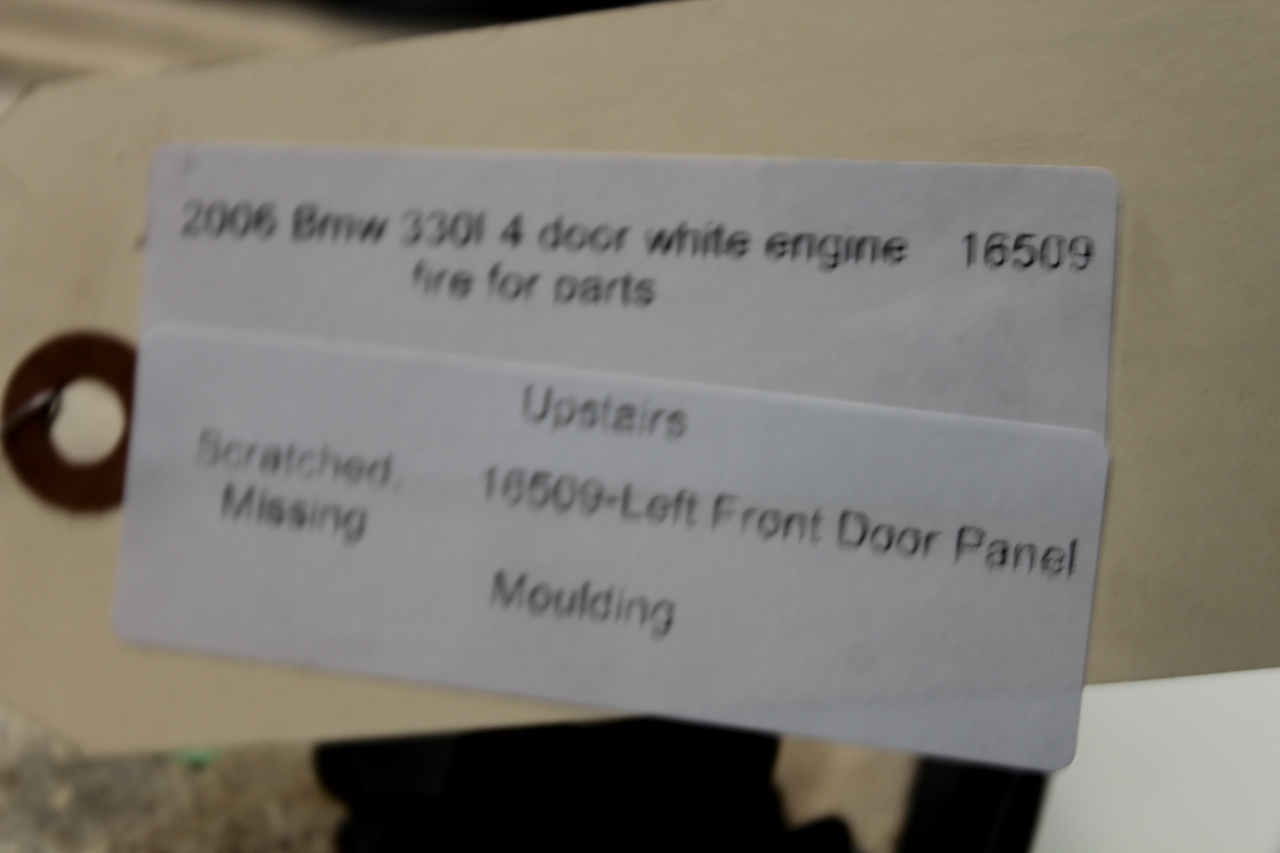 2006 Bmw 330I 4 door white engine 16509
fire for parts
Upstairs
Scratched, 16509-Left Front Door Panel
Missing
Moulding